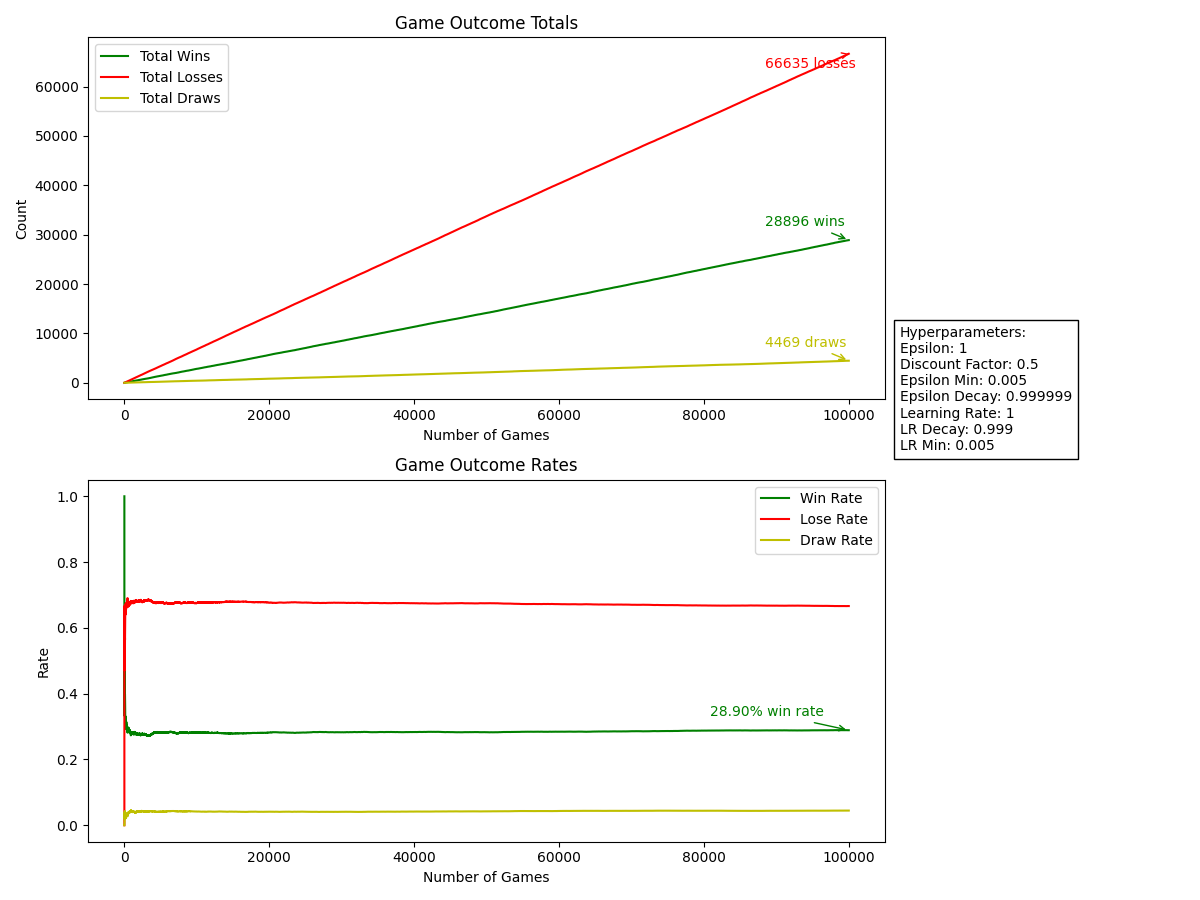 Game Outcome Totals
Total Wins
Total Losses
Total Draws
66635 losses
28896 wins
4469 draws
Count
60000
50000
40000
30000
20000
10000
0
0 20000 40000 60000 80000 100000
Number of Games
Hyperparameters:
Epsilon: 1
Discount Factor: 0.5
Epsilon Min: 0.005
Epsilon Decay: 0.999999
Learning Rate: 1
LR Decay: 0.999
LR Min: 0.005
Game Outcome Rates
Win Rate
Lose Rate
Draw Rate
28.90% win rate
Rate
1.0
0.8
0.6
0.4
0.2
0.0
0 20000 40000 60000 80000 100000
Number of Games